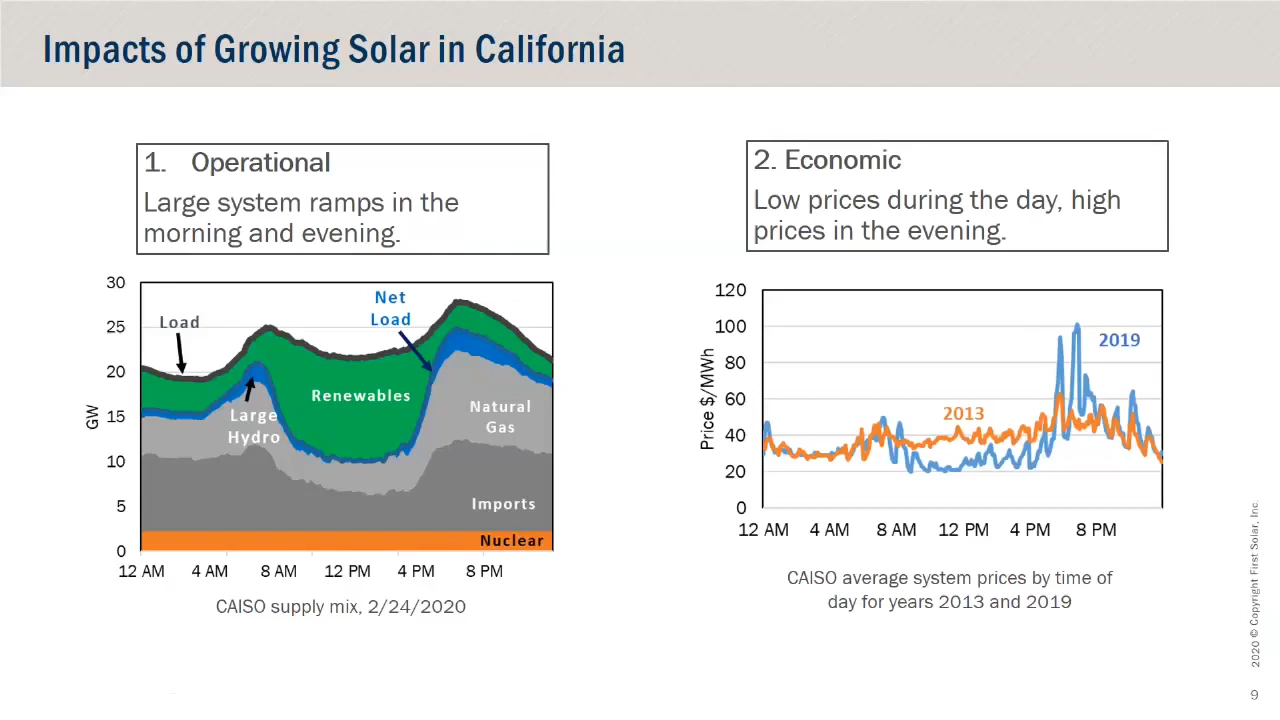 Impacts of Growing Solar in California
1. Operational
Large system ramps in the
morning and evening.
30
25
20
15
10
5
0
GW
Load
Net
Load
Renewables
Large
Hydro
Natural
Gas
Imports
Nuclear
12 AM 4 AM 8 AM 12 PM 4 PM 8 PM
CAISO supply mix, 2/24/2020
2. Economic
Low prices during the day, high
prices in the evening.
120
100
80
60
40
20
0
Price $/MWh
2019
2013
12 AM 4 AM 8 AM 12 PM 4 PM 8 PM
CAISO average system prices by time of
day for years 2013 and 2019
2020 © Copyright First Solar, Inc.
9